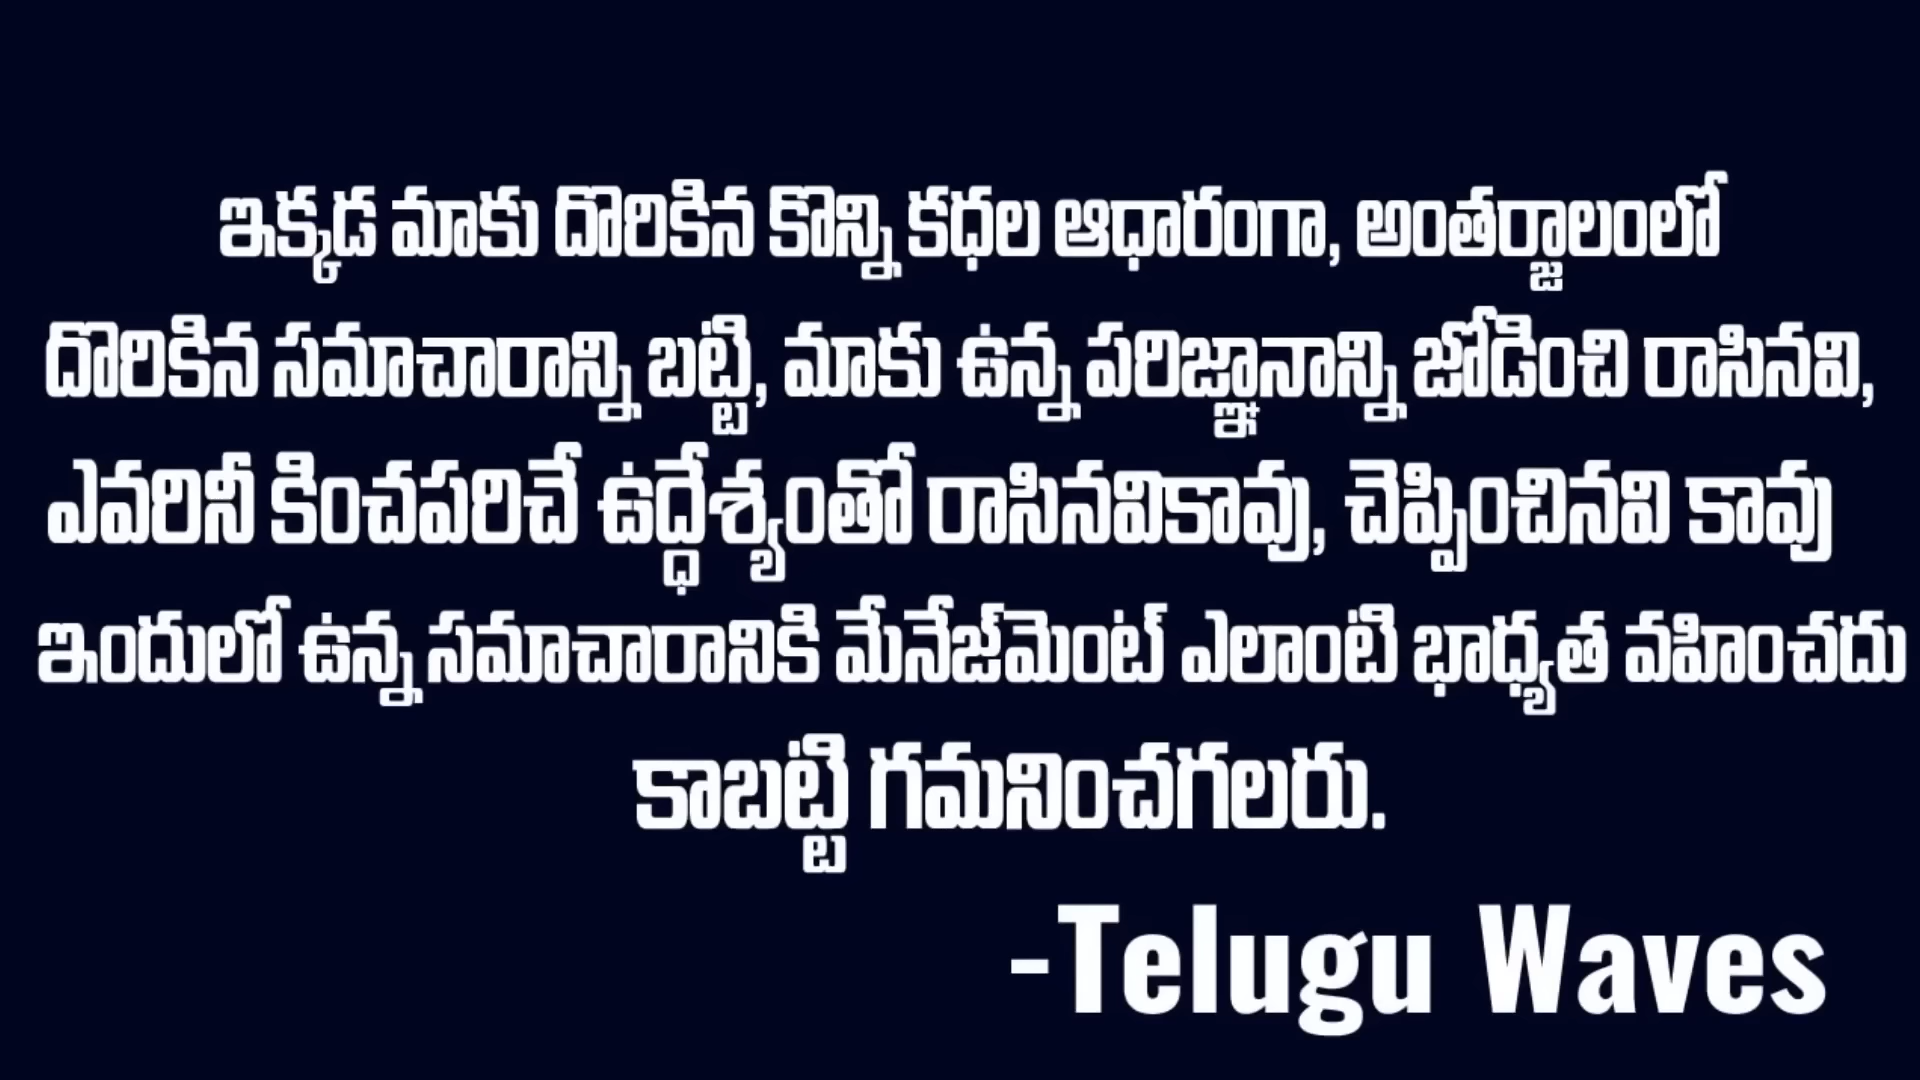 ఇక్కడ మాకు దొరికిన కొన్ని కధల ఆధారంగా, అంతర్జాలంలో
దొరికిన సమాచారాన్ని బట్టి, మాకు ఉన్న పరిజ్ఞానాన్ని జోడించి రాసినవి,
ఎవరినీ కించపరిచే ఉద్ధేశ్యంతో రాసినవికావు, చెప్పించినవి కావు
ఇందులో ఉన్న సమాచారానికి మేనేజ్‌మెంట్ ఎలాంటి భాధ్యత వహించదు
కాబట్టి గమనించగలరు.
-Telugu Waves